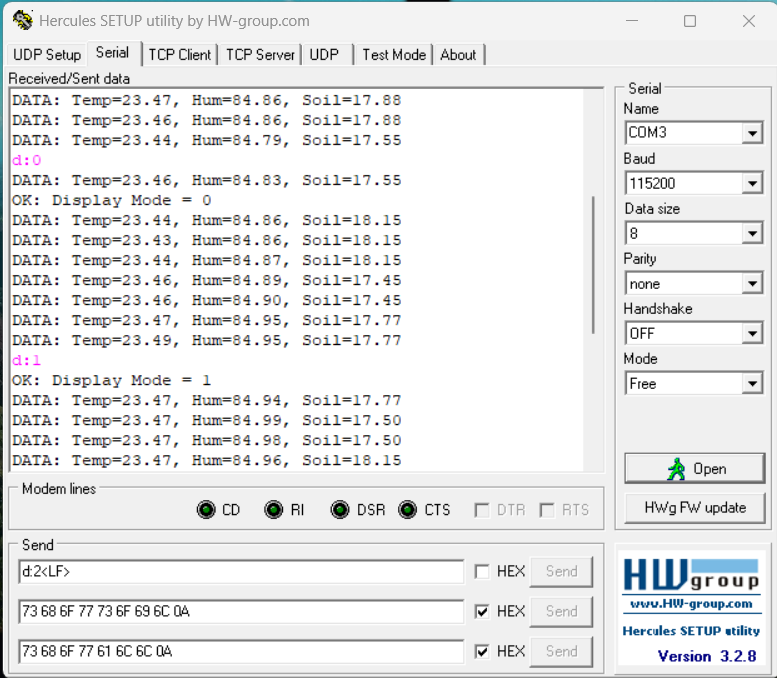 Hercules SETUP utility by HW-group.com
UDP Setup Serial TCP Client TCP Server UDP Test Mode About
Received/Sent data
DATA: Temp=23.47, Hum=84.86, Soil=17.88
DATA: Temp=23.46, Hum=84.86, Soil=17.88
DATA: Temp=23.44, Hum=84.79, Soil=17.55
d:0
DATA: Temp=23.46, Hum=84.83, Soil=17.55
OK: Display Mode = 0
DATA: Temp=23.44, Hum=84.86, Soil=18.15
DATA: Temp=23.43, Hum=84.86, Soil=18.15
DATA: Temp=23.44, Hum=84.87, Soil=18.15
DATA: Temp=23.46, Hum=84.89, Soil=17.45
DATA: Temp=23.46, Hum=84.90, Soil=17.45
DATA: Temp=23.47, Hum=84.95, Soil=17.77
DATA: Temp=23.49, Hum=84.95, Soil=17.77
d:1
OK: Display Mode = 1
DATA: Temp=23.47, Hum=84.94, Soil=17.77
DATA: Temp=23.47, Hum=84.99, Soil=17.50
DATA: Temp=23.47, Hum=84.98, Soil=17.50
DATA: Temp=23.47, Hum=84.96, Soil=18.15
Serial
Name
COM3
Baud
115200
Data size
8
Parity
none
Handshake
OFF
Mode
Free
Open
HWg FW update
Modem lines
CD RI DSR CTS DTR RTS
Send
d:2<LF> HEX Send
73 68 6F 77 73 6F 69 6C 0A HEX Send
73 68 6F 77 61 6C 6C 0A HEX Send
HW group
www.HW-group.com
Hercules SETUP utility
Version 3.2.8